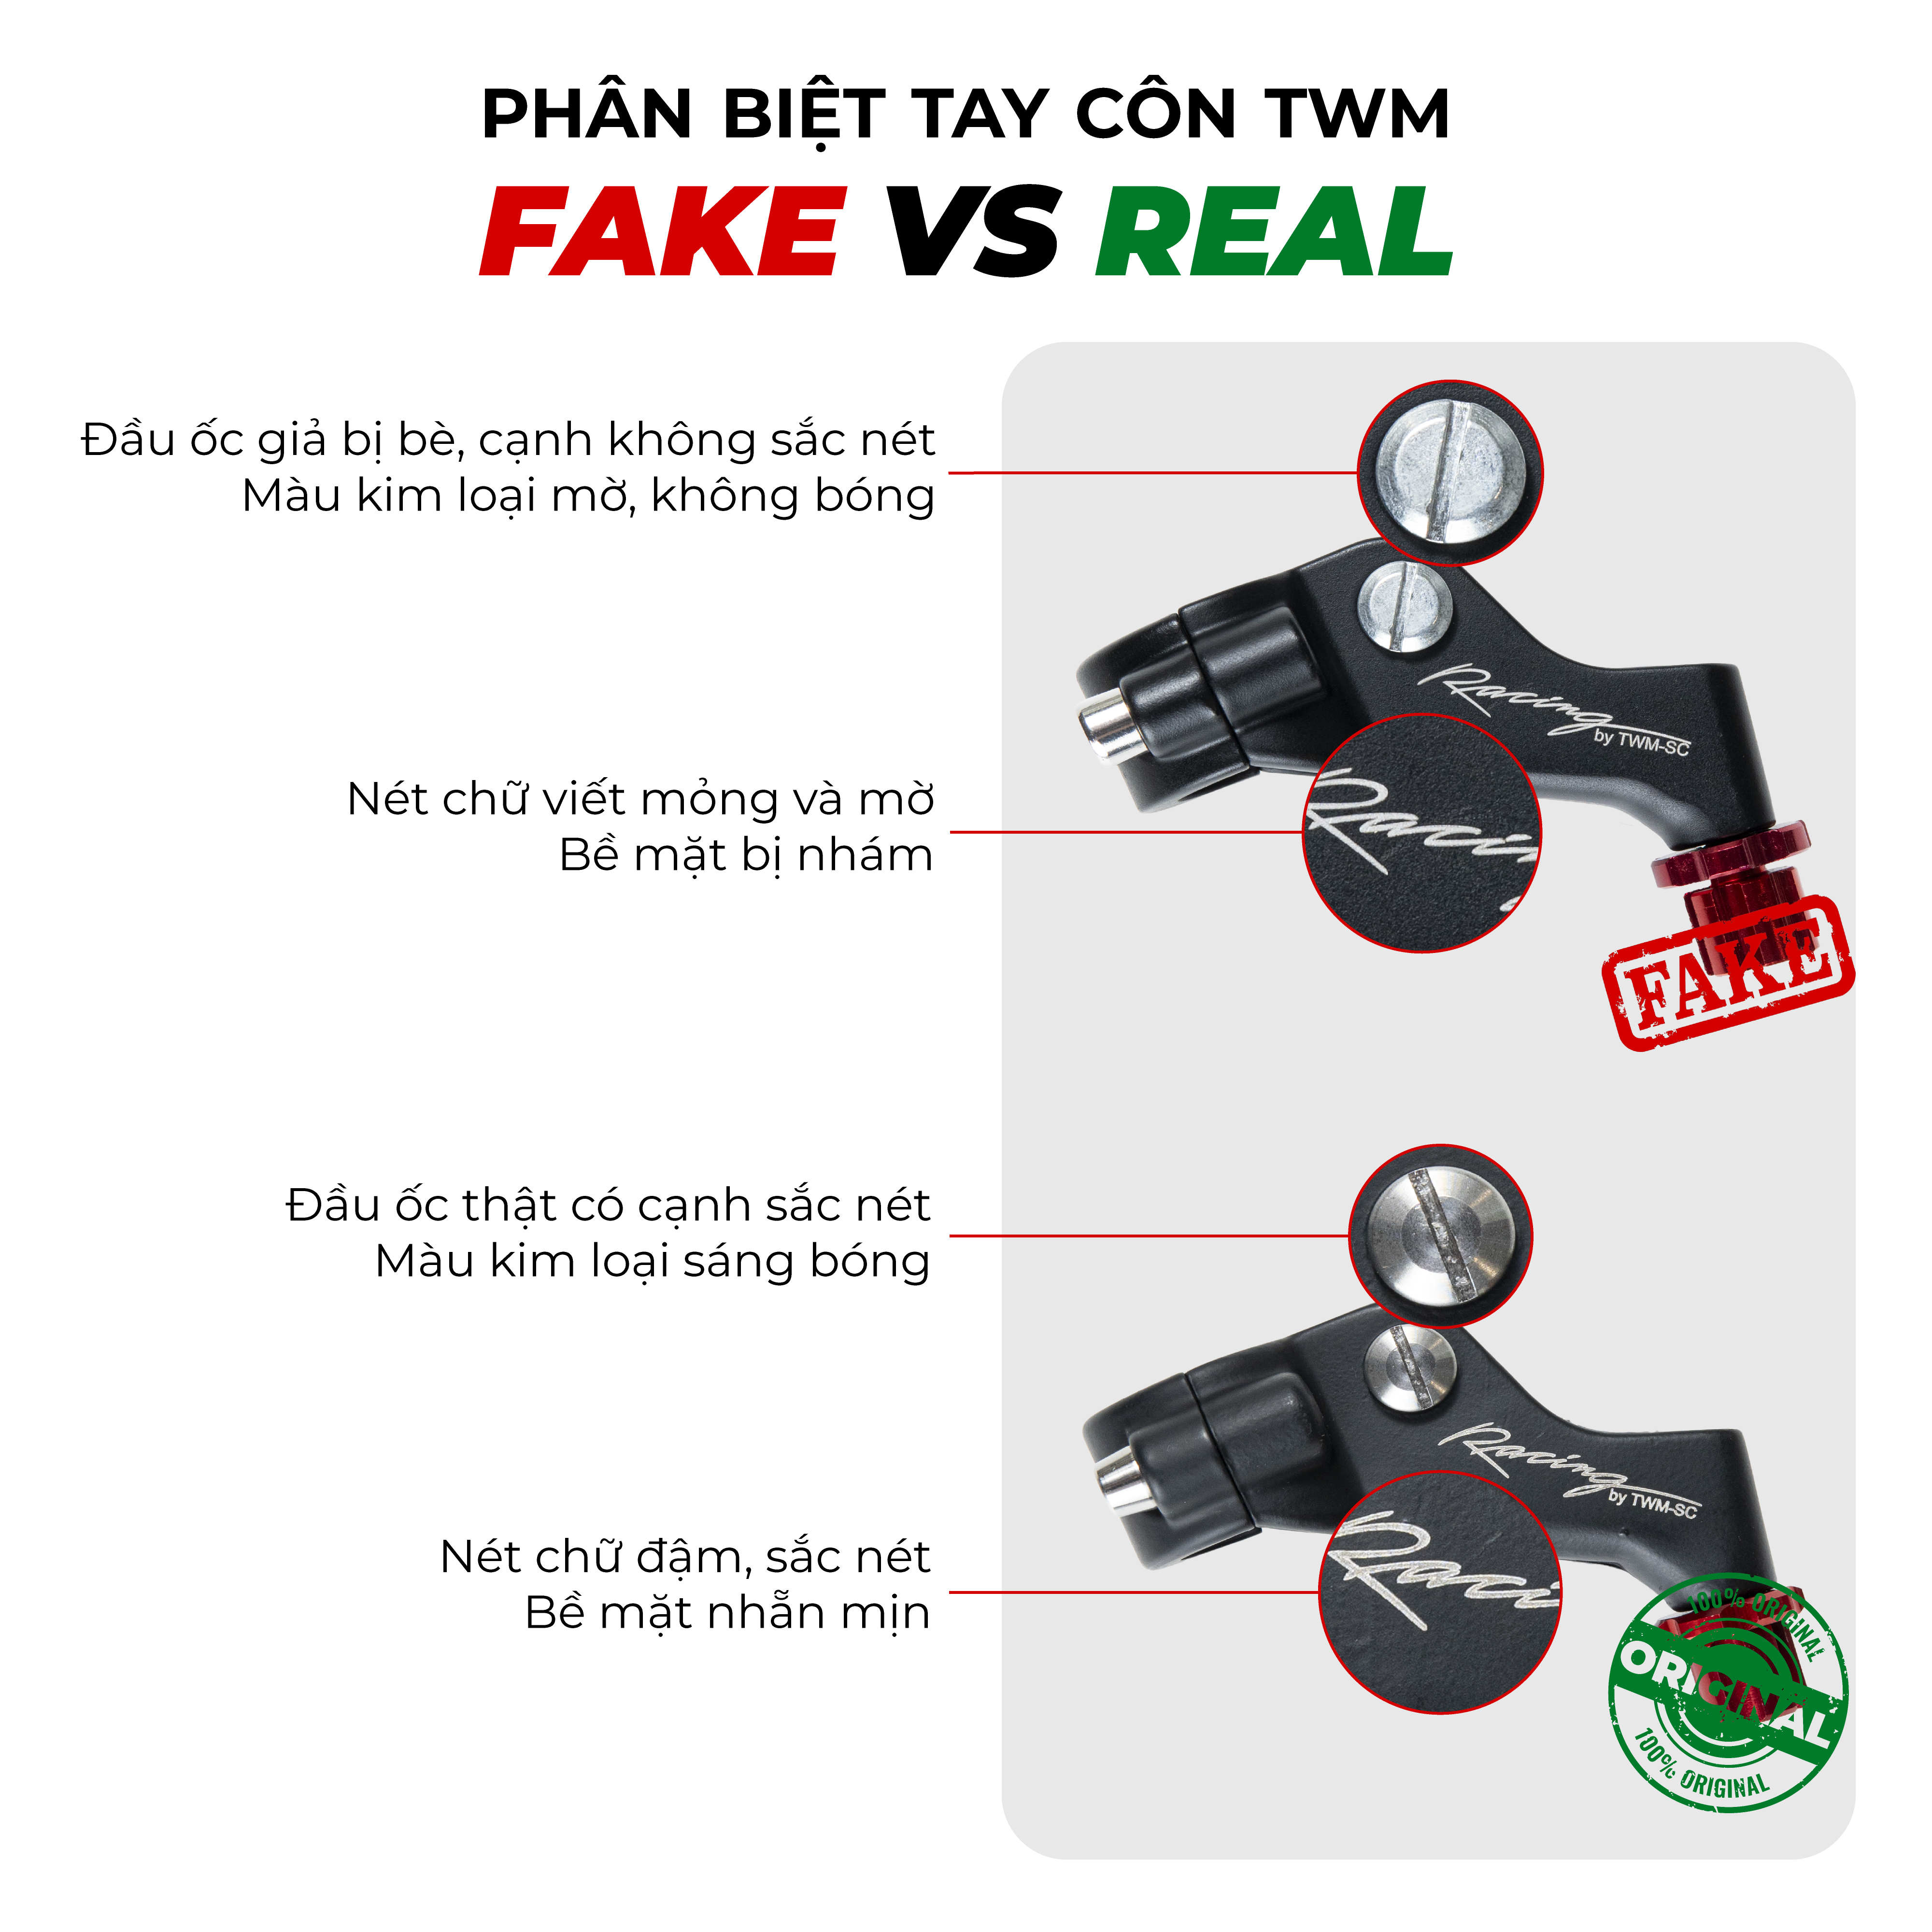 PHÂN BIỆT TAY CÔN TWM
FAKE VS REAL
Đầu ốc giả bị bè, cạnh không sắc nét
Màu kim loại mờ, không bóng
Racing
by TWM-SC
Nét chữ viết mỏng và mờ
Bề mặt bị nhám
Racin
FAKE
Đầu ốc thật có cạnh sắc nét
Màu kim loại sáng bóng
Racing
by TWM-SC
Nét chữ đậm, sắc nét
Bề mặt nhẵn mịn
Raci
100% ORIGINAL
ORIGINAL
100% ORIGINAL